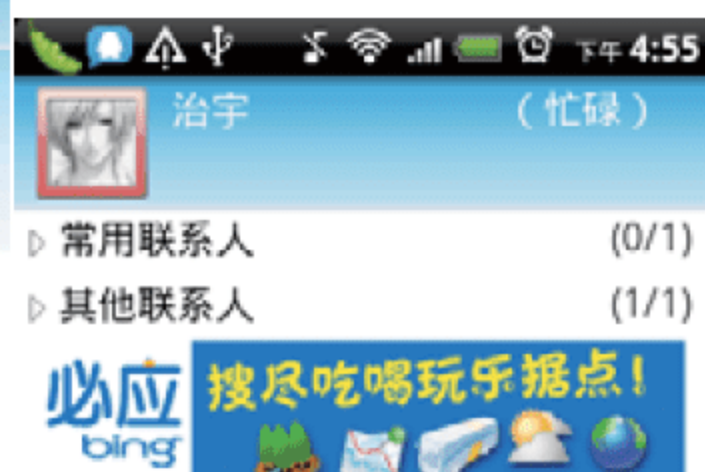 下午 4:55
治宇 （忙碌）
常用联系人 (0/1)
其他联系人 (1/1)
必应 搜尽吃喝玩乐据点！
bing